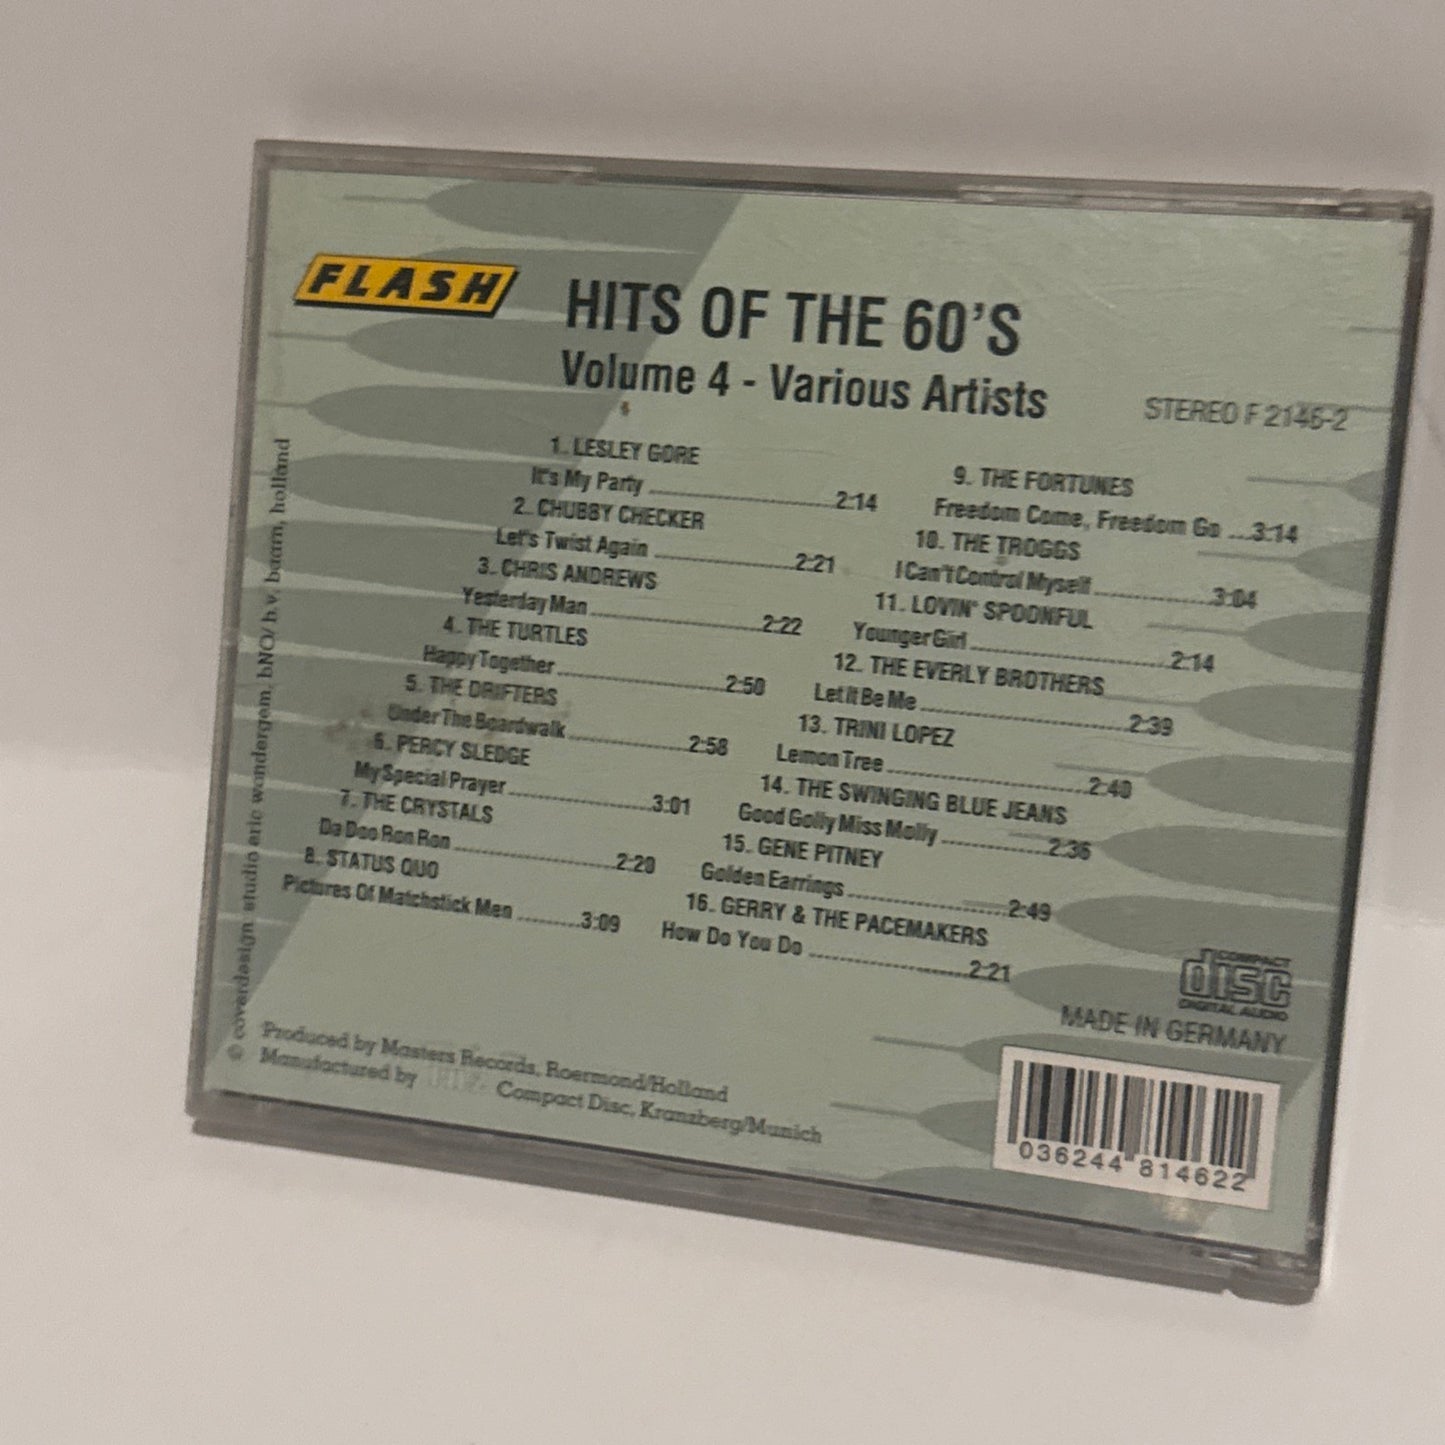 FLASH
HITS OF THE 60'S
Volume 4 - Various Artists
STEREO F 2146-2
1. LESLEY GORE
It's My Party 2:14
2. CHUBBY CHECKER
Let's Twist Again 2:21
3. CHRIS ANDREWS
Yesterday Man 2:22
4. THE TURTLES
Happy Together 2:50
5. THE DRIFTERS
Under The Boardwalk 2:58
6. PERCY SLEDGE
My Special Prayer 3:01
7. THE CRYSTALS
Da Doo Ron Ron 2:20
8. STATUS QUO
Pictures Of Matchstick Men 3:09
9. THE FORTUNES
Freedom Come, Freedom Go 3:14
10. THE TROGGS
I Can't Control Myself 3:04
11. LOVIN' SPOONFUL
Younger Girl 2:14
12. THE EVERLY BROTHERS
Let It Be Me 2:39
13. TRINI LOPEZ
Lemon Tree 2:40
14. THE SWINGING BLUE JEANS
Good Golly Miss Molly 2:36
15. GENE PITNEY
Golden Earrings 2:49
16. GERRY & THE PACEMAKERS
How Do You Do 2:21
COMPACT
disc
DIGITAL AUDIO
MADE IN GERMANY
Produced by Masters Records, Roermond/Holland
Manufactured by Compact Disc, Kranzberg/Munich
036244 814622
© coverdesign studio eric wondergem, bNO/ b.v. baarn, holland